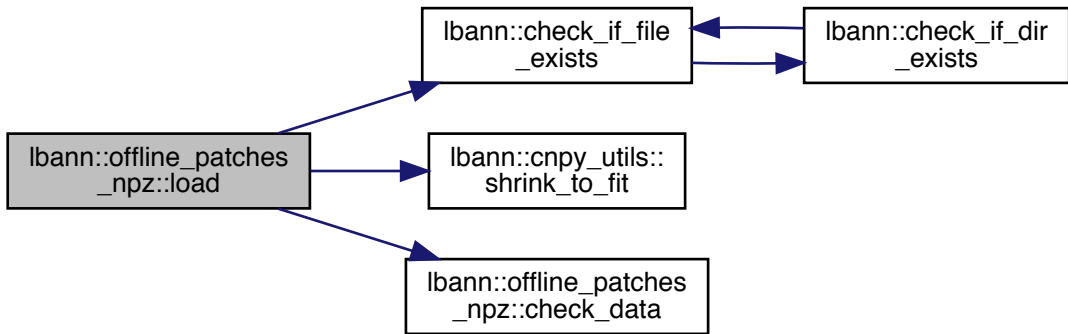 lbann::offline_patches
_npz::load
lbann::check_if_file
_exists
lbann::check_if_dir
_exists
lbann::cnpy_utils::
shrink_to_fit
lbann::offline_patches
_npz::check_data